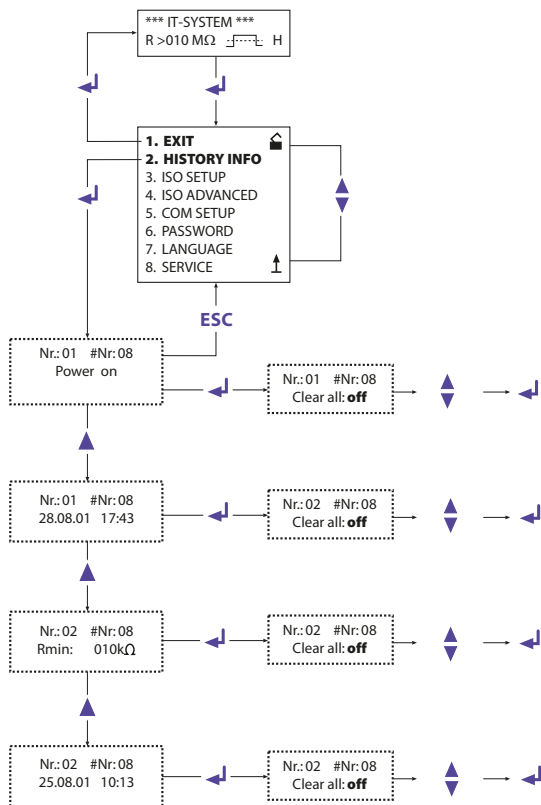 *** IT-SYSTEM ***
R >010 MΩ H
1. EXIT
2. HISTORY INFO
3. ISO SETUP
4. ISO ADVANCED
5. COM SETUP
6. PASSWORD
7. LANGUAGE
8. SERVICE
ESC
Nr.: 01 #Nr: 08
Power on
Nr.: 01 #Nr: 08
Clear all: off
Nr.: 01 #Nr: 08
28.08.01 17:43
Nr.: 02 #Nr: 08
Clear all: off
Nr.: 02 #Nr: 08
Rmin: 010kΩ
Nr.: 02 #Nr: 08
Clear all: off
Nr.: 02 #Nr: 08
25.08.01 10:13
Nr.: 02 #Nr: 08
Clear all: off